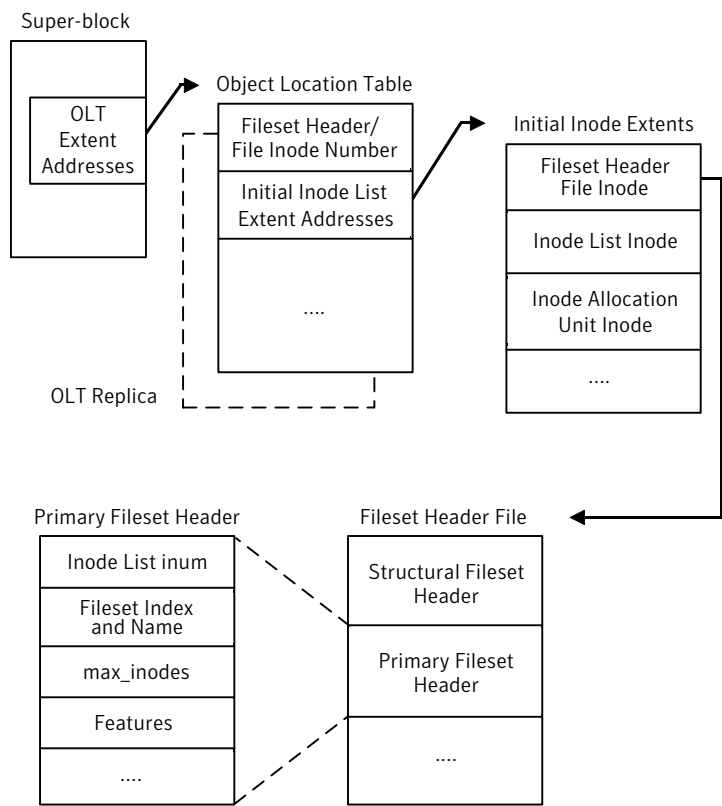 Super-block
OLT
Extent
Addresses
Object Location Table
Fileset Header/
File Inode Number
Initial Inode List
Extent Addresses
....
OLT Replica
Initial Inode Extents
Fileset Header
File Inode
Inode List Inode
Inode Allocation
Unit Inode
....
Primary Fileset Header
Inode List inum
Fileset Index
and Name
max_inodes
Features
....
Fileset Header File
Structural Fileset
Header
Primary Fileset
Header
....